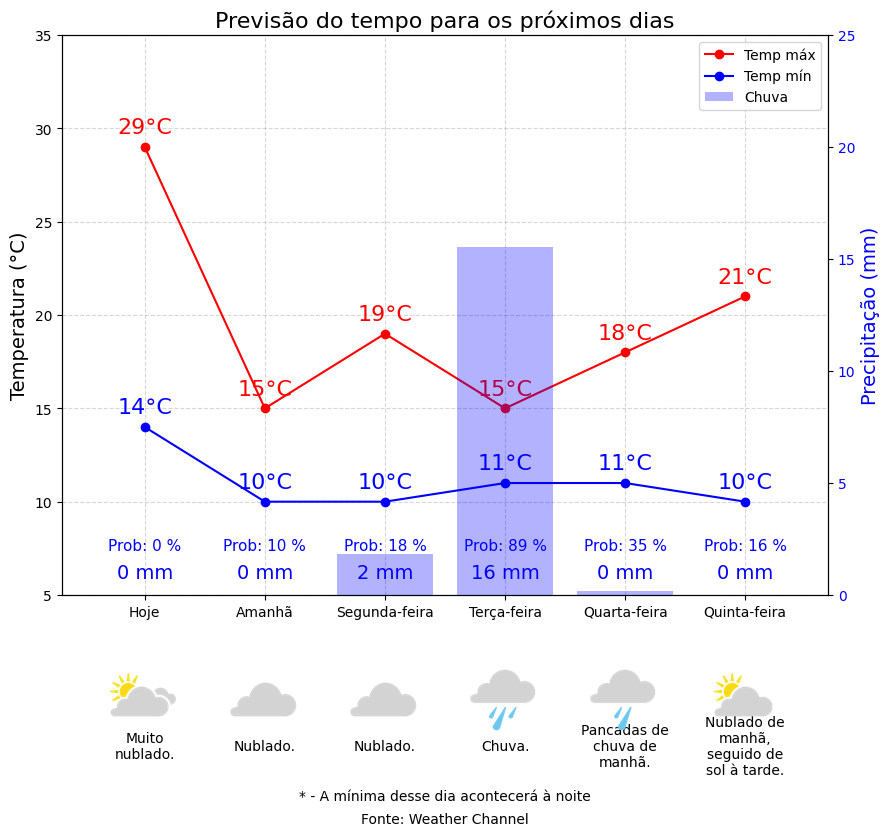 Previsão do tempo para os próximos dias
Temp máx
Temp mín
Chuva
Temperatura (°C)
35
30
25
20
15
10
5
Precipitação (mm)
25
20
15
10
5
0
29°C
15°C
19°C
15°C
18°C
21°C
14°C
10°C
10°C
11°C
11°C
10°C
Prob: 0 %
Prob: 10 %
Prob: 18 %
Prob: 89 %
Prob: 35 %
Prob: 16 %
0 mm
0 mm
2 mm
16 mm
0 mm
0 mm
Hoje
Amanhã
Segunda-feira
Terça-feira
Quarta-feira
Quinta-feira
Muito
nublado.
Nublado.
Nublado.
Chuva.
Pancadas de
chuva de
manhã.
Nublado de
manhã,
seguido de
sol à tarde.
* - A mínima desse dia acontecerá à noite
Fonte: Weather Channel